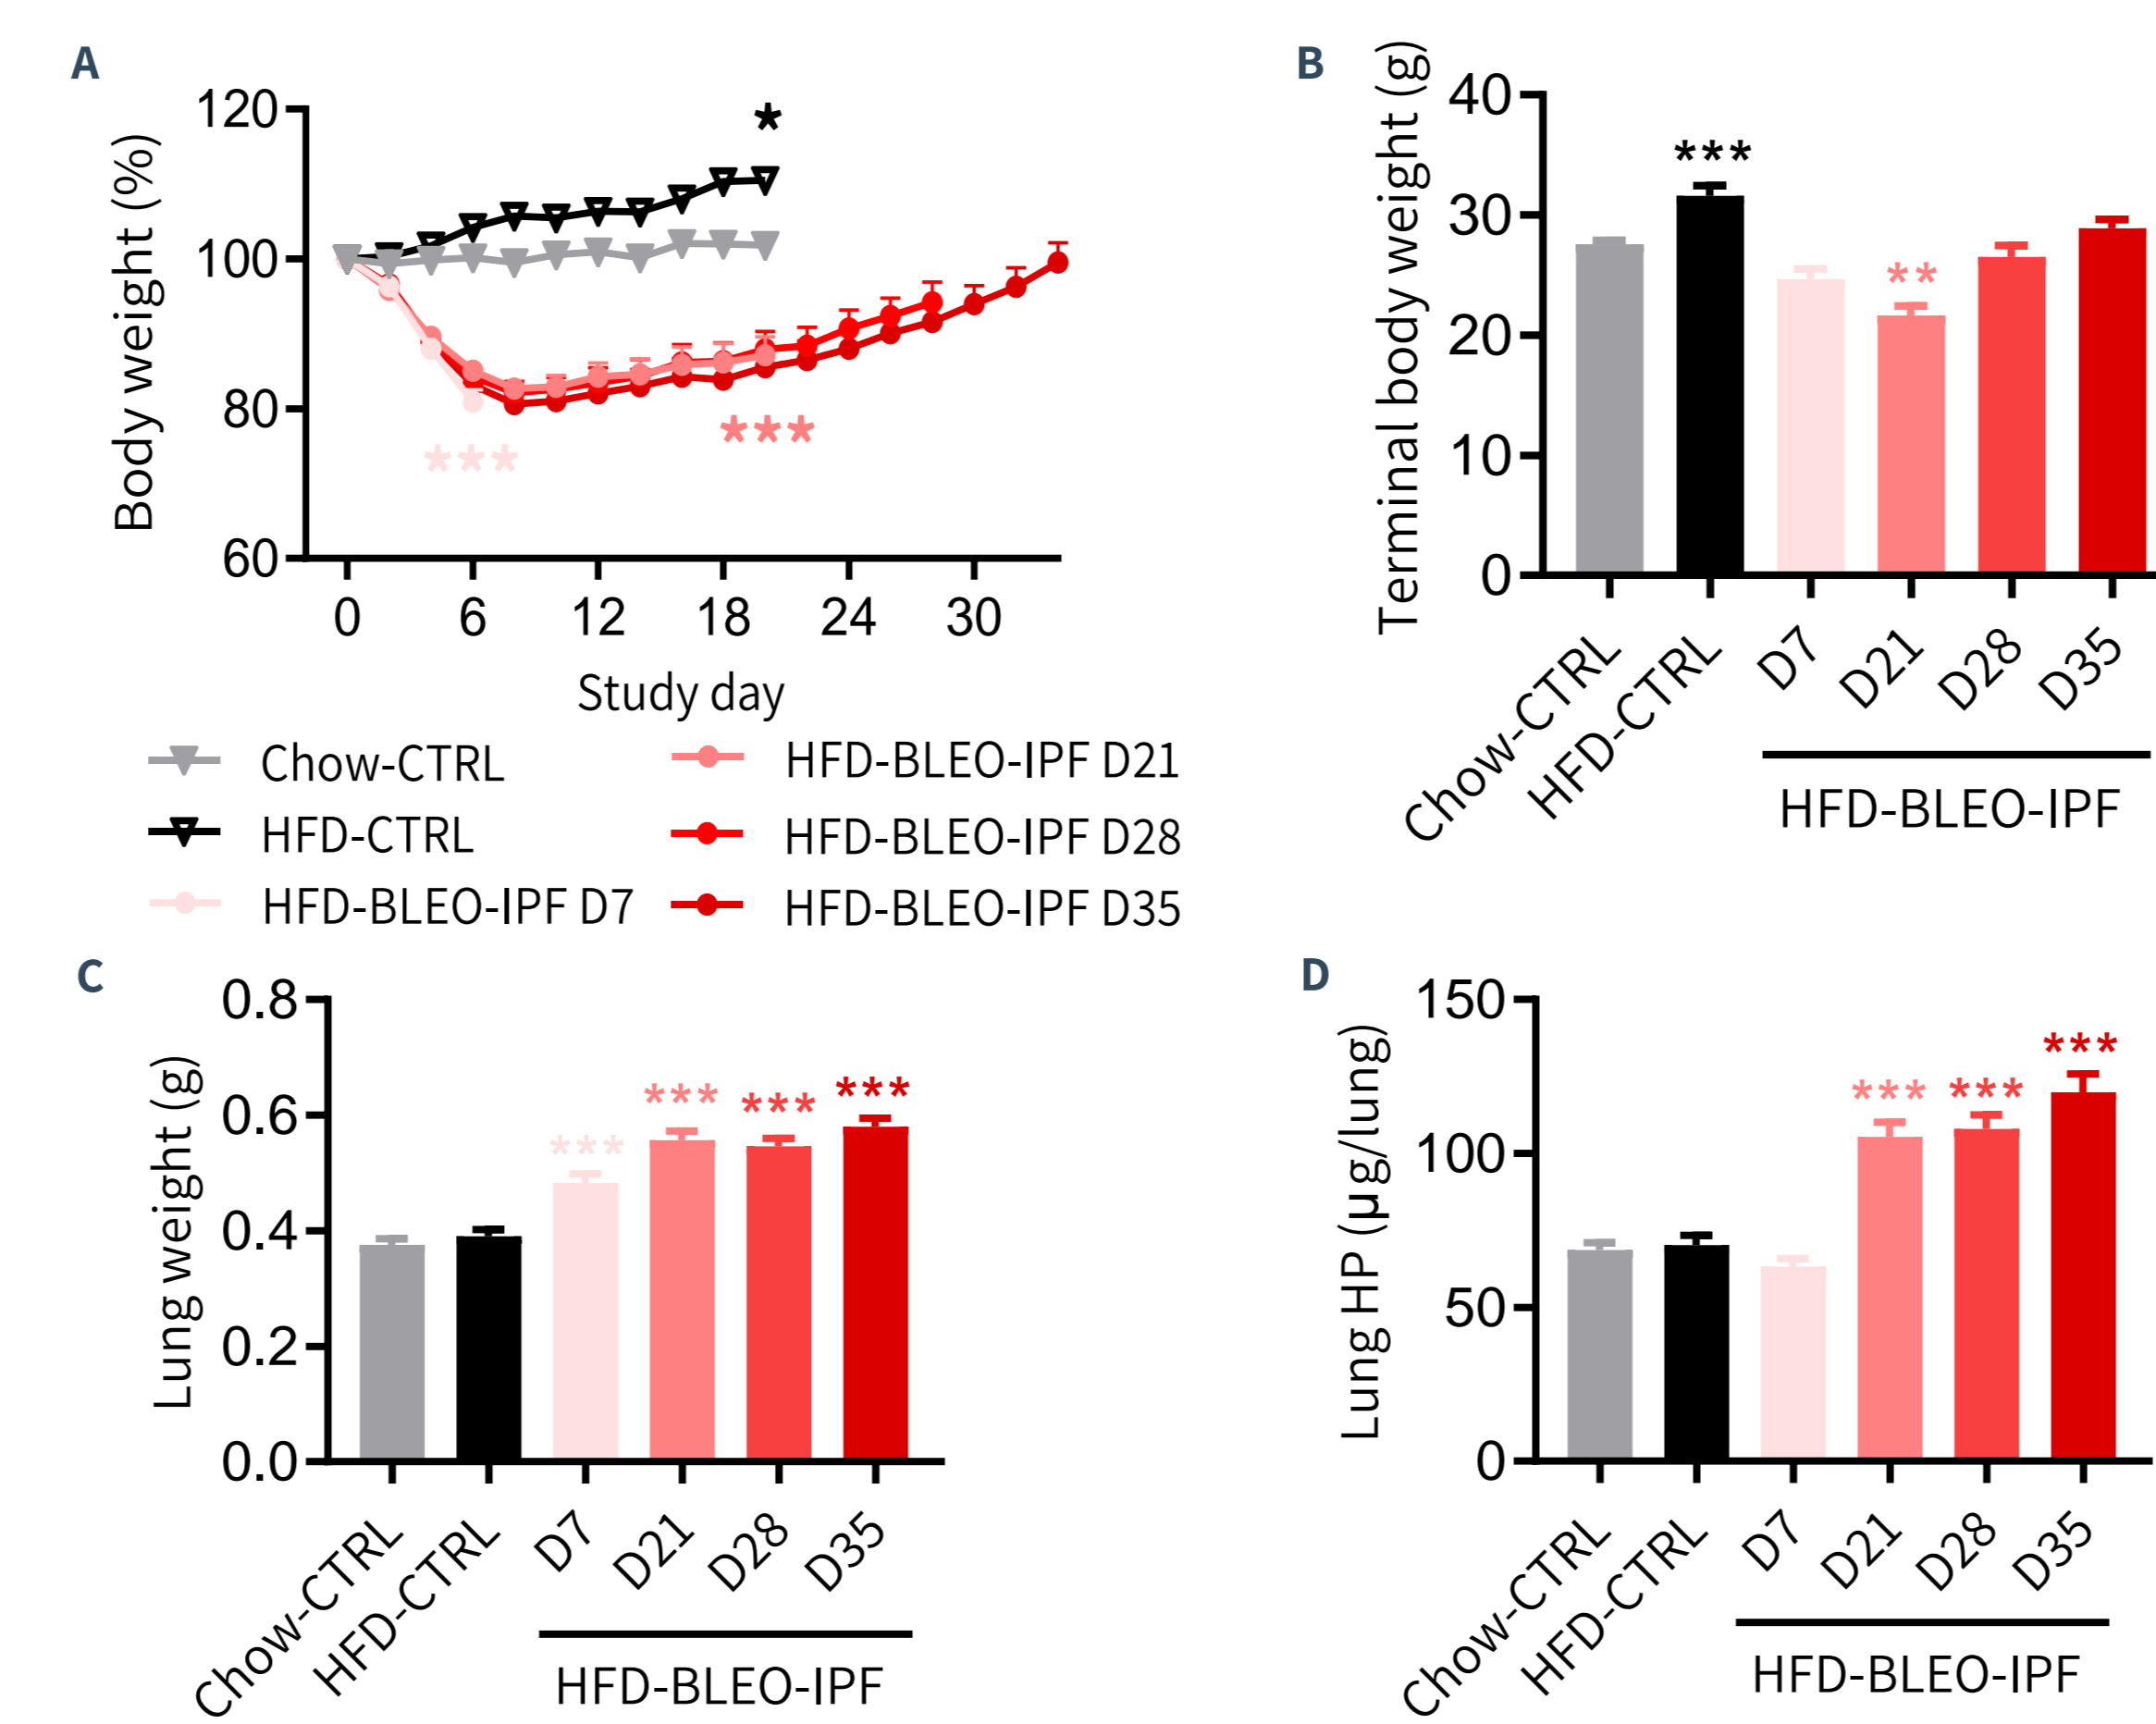 A
Body weight (%)
120
100
80
60
*
***
***
0 6 12 18 24 30
Study day
Chow-CTRL
HFD-CTRL
HFD-BLEO-IPF D7
HFD-BLEO-IPF D21
HFD-BLEO-IPF D28
HFD-BLEO-IPF D35
B
Terminal body weight (g)
40
30
20
10
0
***
**
Chow-CTRL
HFD-CTRL
D7
D21
D28
D35
HFD-BLEO-IPF
C
Lung weight (g)
0.8
0.6
0.4
0.2
0.0
*** *** *** ***
Chow-CTRL
HFD-CTRL
D7
D21
D28
D35
HFD-BLEO-IPF
D
Lung HP (µg/lung)
150
100
50
0
*** *** ***
Chow-CTRL
HFD-CTRL
D7
D21
D28
D35
HFD-BLEO-IPF